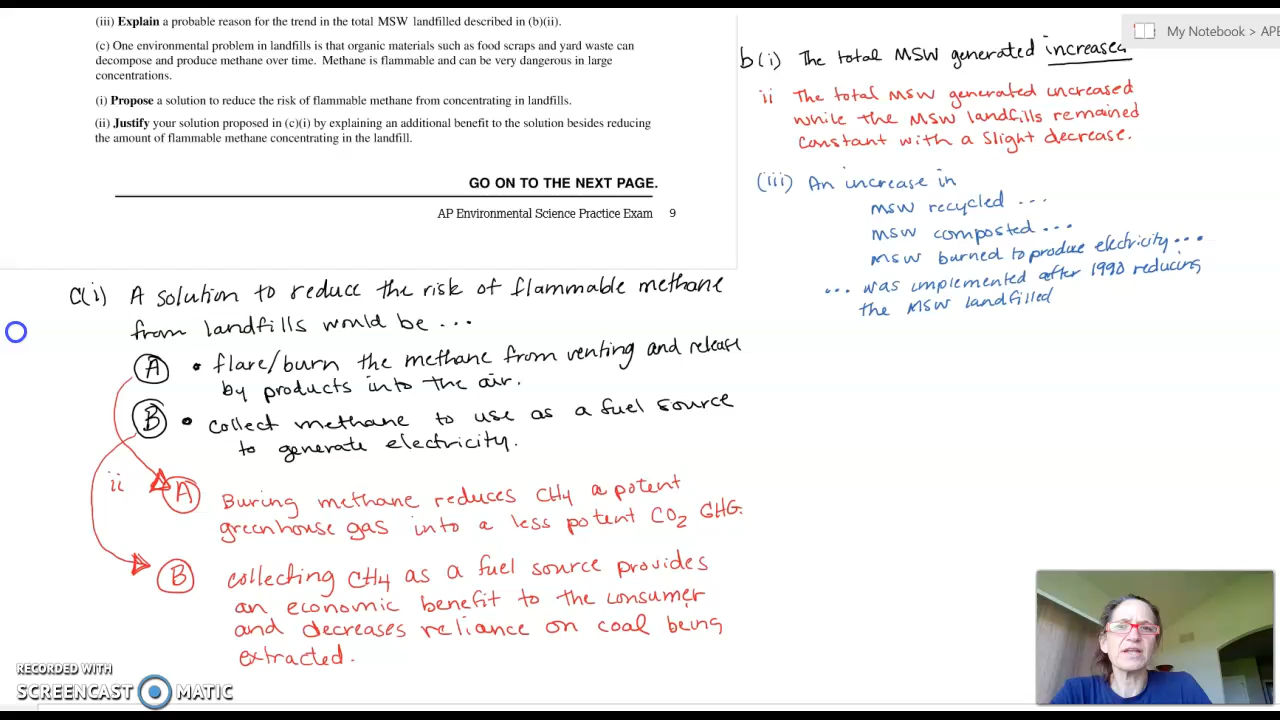 (iii) Explain a probable reason for the trend in the total MSW landfilled described in (b)(ii).
(c) One environmental problem in landfills is that organic materials such as food scraps and yard waste can
decompose and produce methane over time. Methane is flammable and can be very dangerous in large
concentrations.
(i) Propose a solution to reduce the risk of flammable methane from concentrating in landfills.
(ii) Justify your solution proposed in (c)(i) by explaining an additional benefit to the solution besides reducing
the amount of flammable methane concentrating in the landfill.
GO ON TO THE NEXT PAGE.
AP Environmental Science Practice Exam 9
My Notebook > APE
b(i) The total MSW generated increased
ii The total MSW generated increased
while the MSW landfills remained
constant with a slight decrease.
(iii) An increase in
MSW recycled ...
MSW composted ...
MSW burned to produce electricity...
... was implemented after 1990 reducing
the MSW landfilled
c(i) A solution to reduce the risk of flammable methane
from landfills would be ...
A • flare/burn the methane from venting and release
by products into the air.
B • collect methane to use as a fuel source
to generate electricity.
ii A Buring methane reduces CH4 a potent
greenhouse gas into a less potent CO2 GHG.
B collecting CH4 as a fuel source provides
an economic benefit to the consumer
and decreases reliance on coal being
extracted.
RECORDED WITH
SCREENCAST MATIC